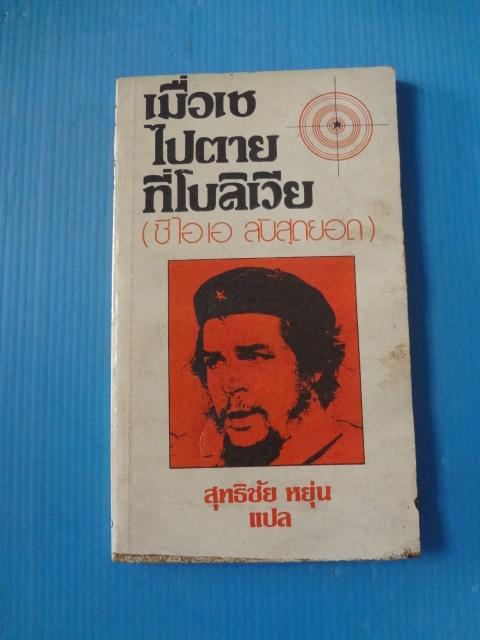 เมื่อเช
ไปตาย
ที่โบลิเวีย
(ซีไอเอ ลับสุดยอด)
สุทธิชัย หยุ่น
แปล